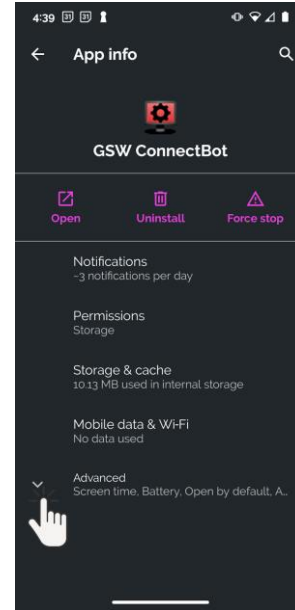 4:39 31 31
App info
GSW ConnectBot
Open Uninstall Force stop
Notifications
~3 notifications per day
Permissions
Storage
Storage & cache
10.13 MB used in internal storage
Mobile data & Wi-Fi
No data used
Advanced
Screen time, Battery, Open by default, A..